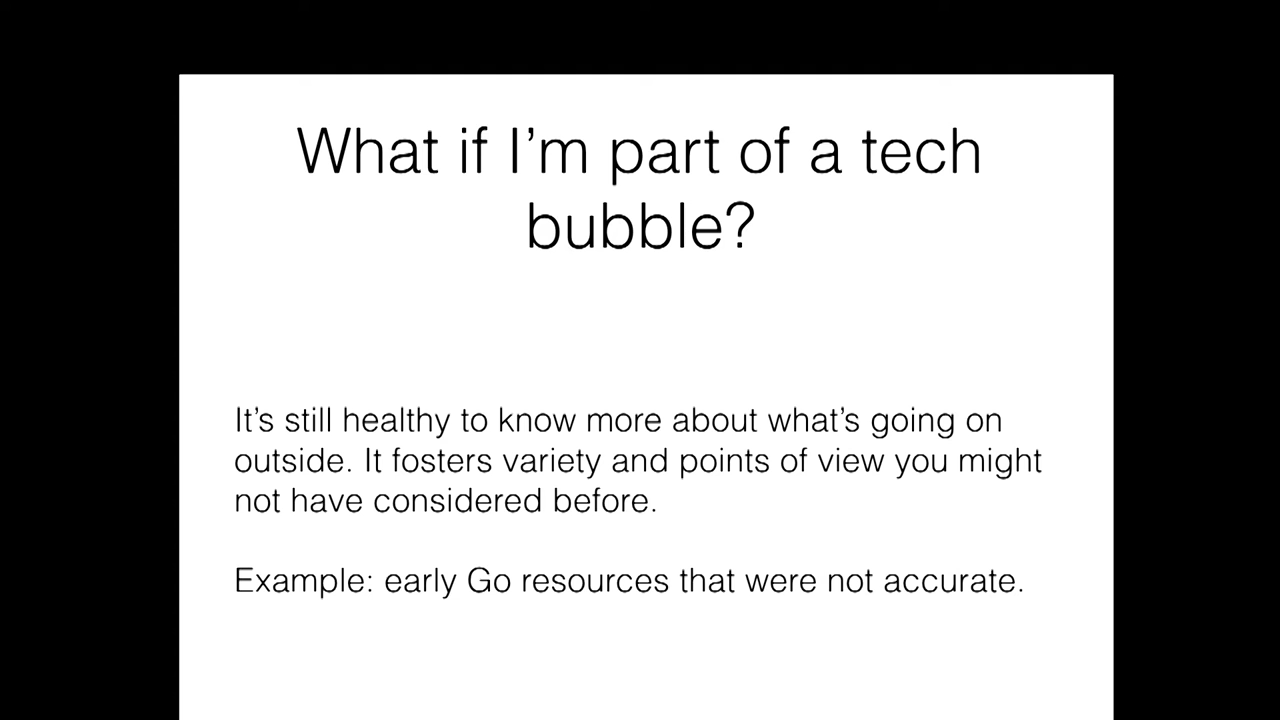 What if I’m part of a tech
bubble?
It’s still healthy to know more about what’s going on
outside. It fosters variety and points of view you might
not have considered before.
Example: early Go resources that were not accurate.